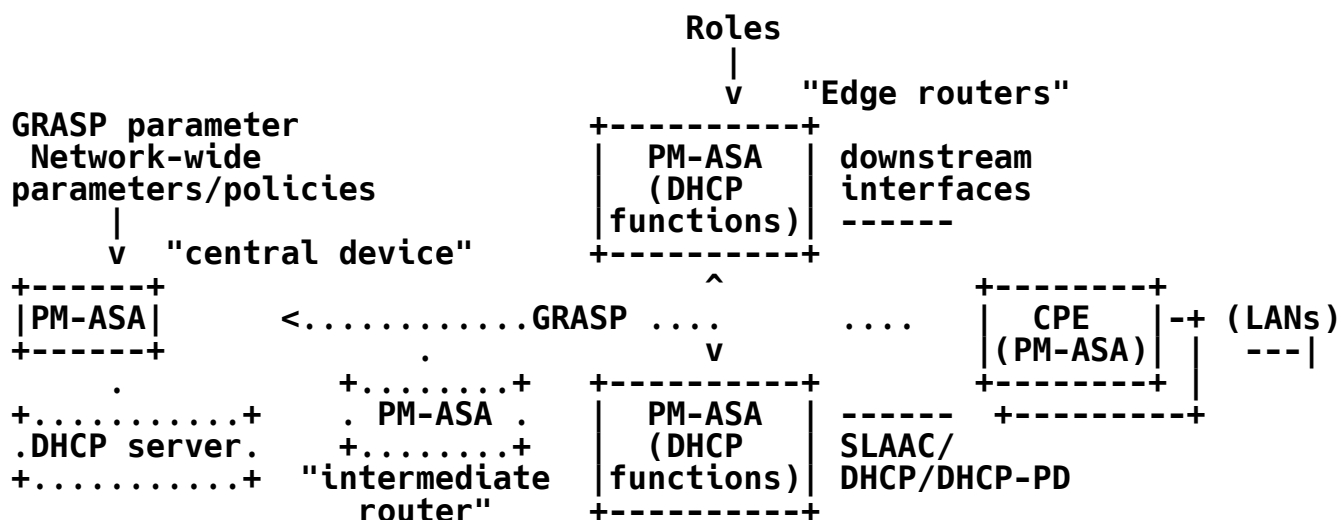 Roles
                                      |
                                      v   "Edge routers"
GRASP parameter                +----------+
 Network-wide                  |  PM-ASA  | downstream
parameters/policies            |  (DHCP   | interfaces
     |                         |functions)| ------
     v  "central device"       +----------+
+------+                             ^              +--------+
|PM-ASA|      <............GRASP ....      ....   |  CPE   |-+ (LANs)
+------+              .              v              |(PM-ASA)| |  ---|
     .            +........+   +----------+         +--------+ |
+...........+     . PM-ASA .   |  PM-ASA  | ------  +---------+
.DHCP server.     +........+   |  (DHCP   | SLAAC/
+...........+  "intermediate   |functions)| DHCP/DHCP-PD
                  router"      +----------+